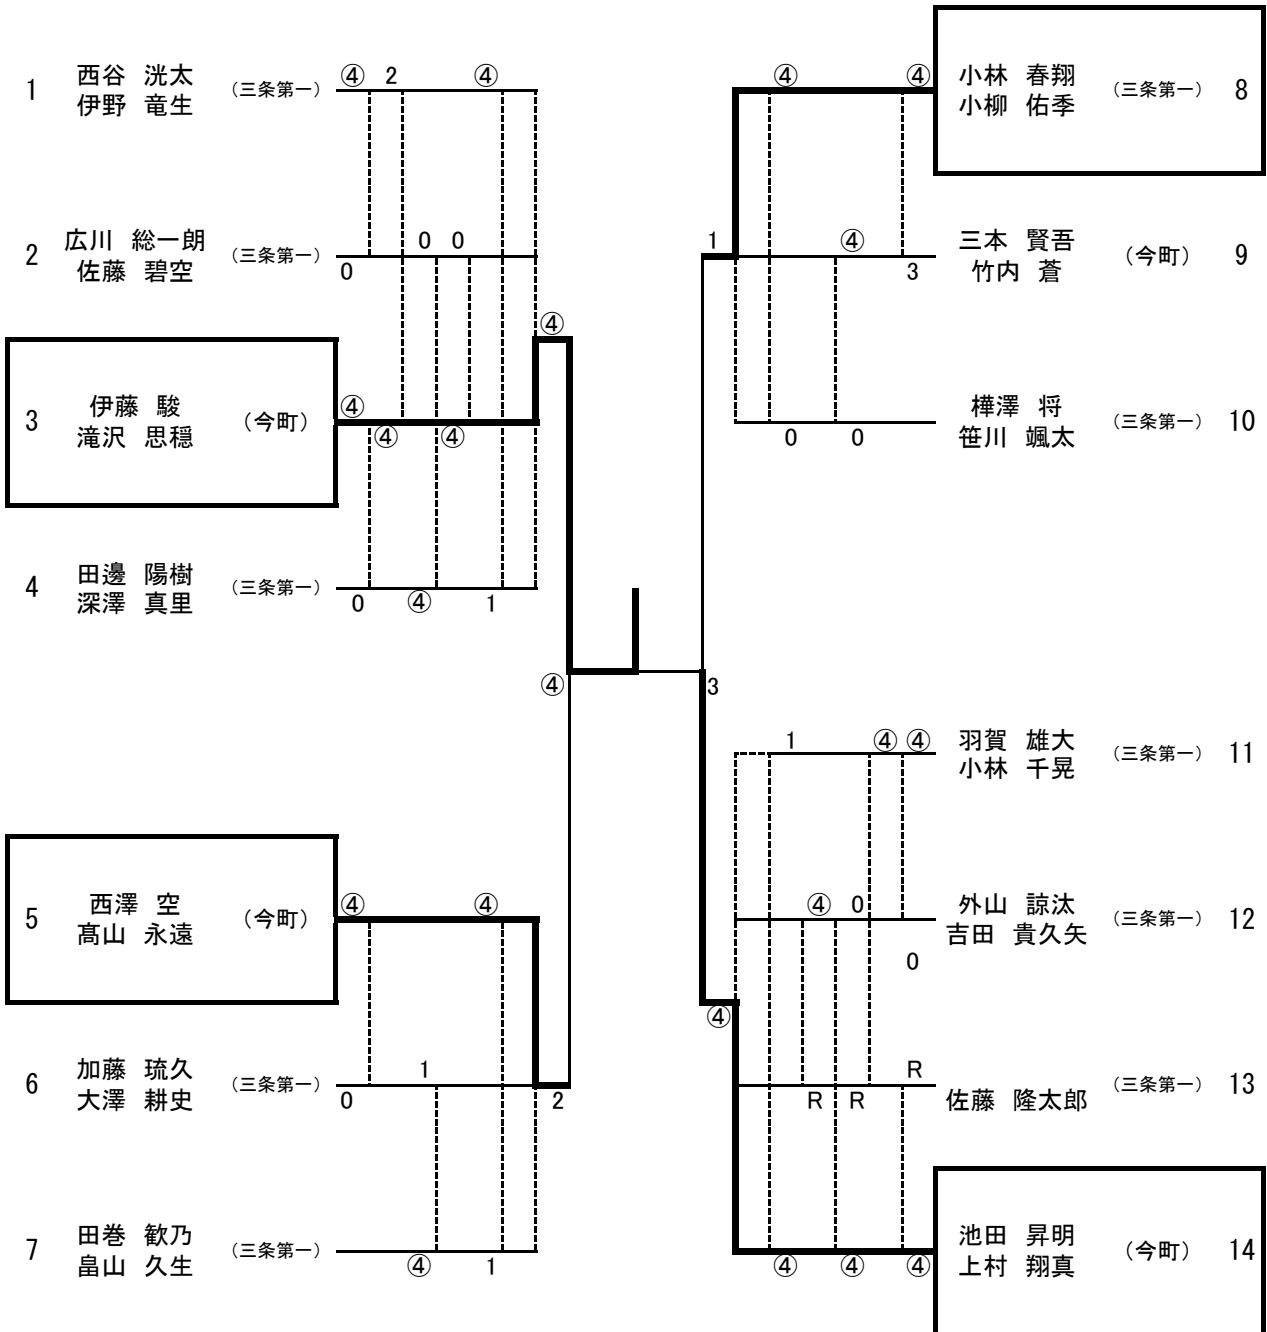 1 西谷 洸太 伊野 竜生 (三条第一) ④ 2 ④
2 広川 総一朗 佐藤 碧空 (三条第一) 0 0 0
④
3 伊藤 駿 滝沢 思穏 (今町) ④ ④ ④
4 田邊 陽樹 深澤 真里 (三条第一) 0 ④ 1
④
5 西澤 空 髙山 永遠 (今町) ④ ④
6 加藤 琉久 大澤 耕史 (三条第一) 0 1 2
7 田巻 歓乃 畠山 久生 (三条第一) ④ 1
④ ④ 小林 春翔 小柳 佑季 (三条第一) 8
1 ④ 3 三本 賢吾 竹内 蒼 (今町) 9
0 0 樺澤 将 笹川 颯太 (三条第一) 10
3
1 ④ ④ 羽賀 雄大 小林 千晃 (三条第一) 11
④ 0 0 外山 諒汰 吉田 貴久矢 (三条第一) 12
④
R R R 佐藤 隆太郎 (三条第一) 13
④ ④ ④ 池田 昇明 上村 翔真 (今町) 14